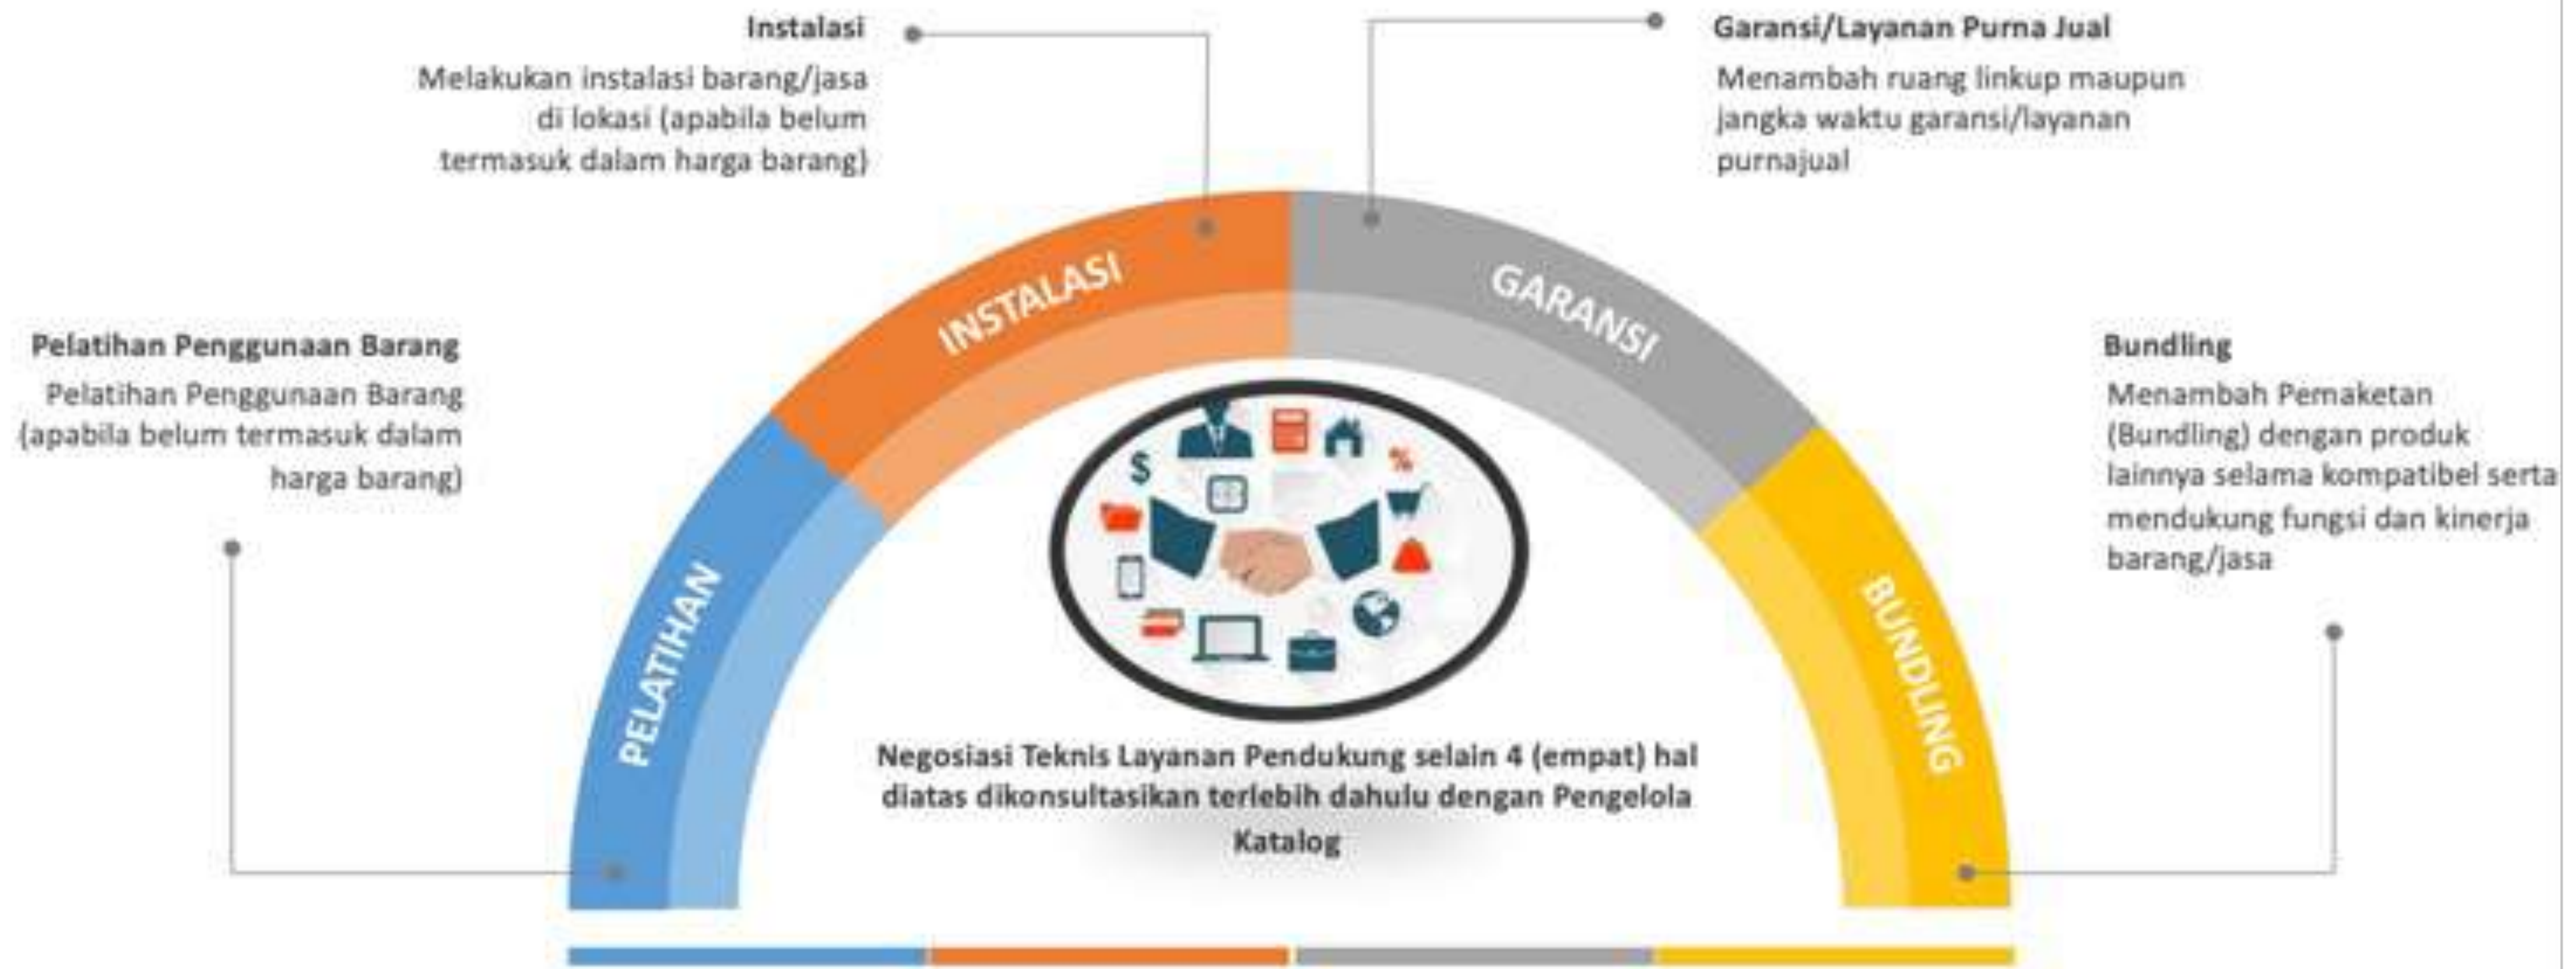 Instalasi
Melakukan instalasi barang/jasa
di lokasi (apabila belum
termasuk dalam harga barang)
Garansi/Layanan Purna Jual
Menambah ruang linkup maupun
jangka waktu garansi/layanan
purnajual
Pelatihan Penggunaan Barang
Pelatihan Penggunaan Barang
(apabila belum termasuk dalam
harga barang)
Bundling
Menambah Pemaketan
(Bundling) dengan produk
lainnya selama kompatibel serta
mendukung fungsi dan kinerja
barang/jasa
PELATIHAN
INSTALASI
GARANSI
BUNDLING
$
%
Negosiasi Teknis Layanan Pendukung selain 4 (empat) hal
diatas dikonsultasikan terlebih dahulu dengan Pengelola
Katalog